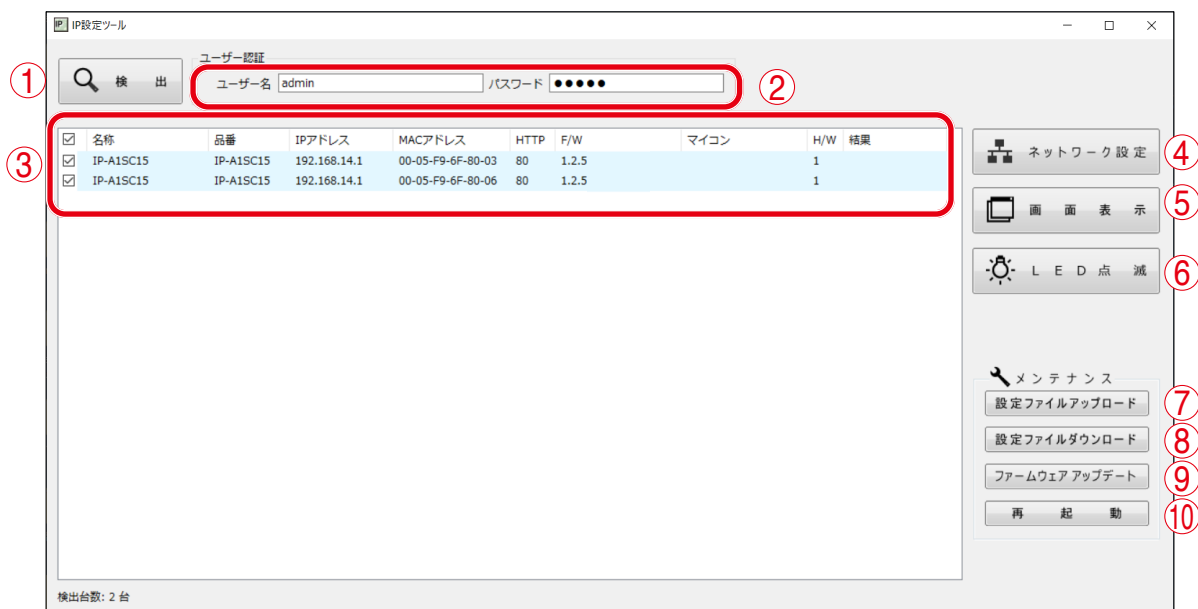 IP IP設定ツール
① 検出 ユーザー認証
ユーザー名 admin パスワード ●●●●● ②
③
名称 品番 IPアドレス MACアドレス HTTP F/W マイコン H/W 結果
IP-A1SC15 IP-A1SC15 192.168.14.1 00-05-F9-6F-80-03 80 1.2.5 1
IP-A1SC15 IP-A1SC15 192.168.14.1 00-05-F9-6F-80-06 80 1.2.5 1
ネットワーク設定 ④
画面表示 ⑤
LED点滅 ⑥
メンテナンス
設定ファイルアップロード ⑦
設定ファイルダウンロード ⑧
ファームウェア アップデート ⑨
再起動 ⑩
検出台数: 2 台